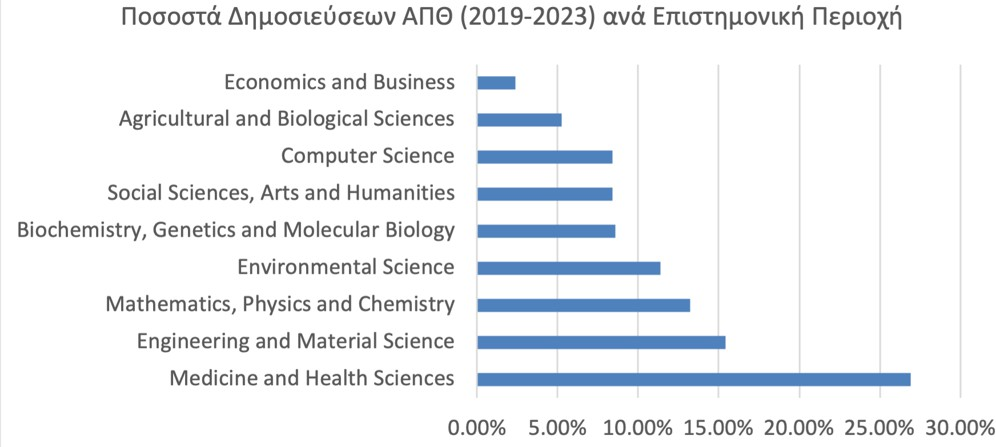 Ποσοστά Δημοσιεύσεων ΑΠΘ (2019-2023) ανά Επιστημονική Περιοχή
Economics and Business
Agricultural and Biological Sciences
Computer Science
Social Sciences, Arts and Humanities
Biochemistry, Genetics and Molecular Biology
Environmental Science
Mathematics, Physics and Chemistry
Engineering and Material Science
Medicine and Health Sciences
0.00% 5.00% 10.00% 15.00% 20.00% 25.00% 30.00%